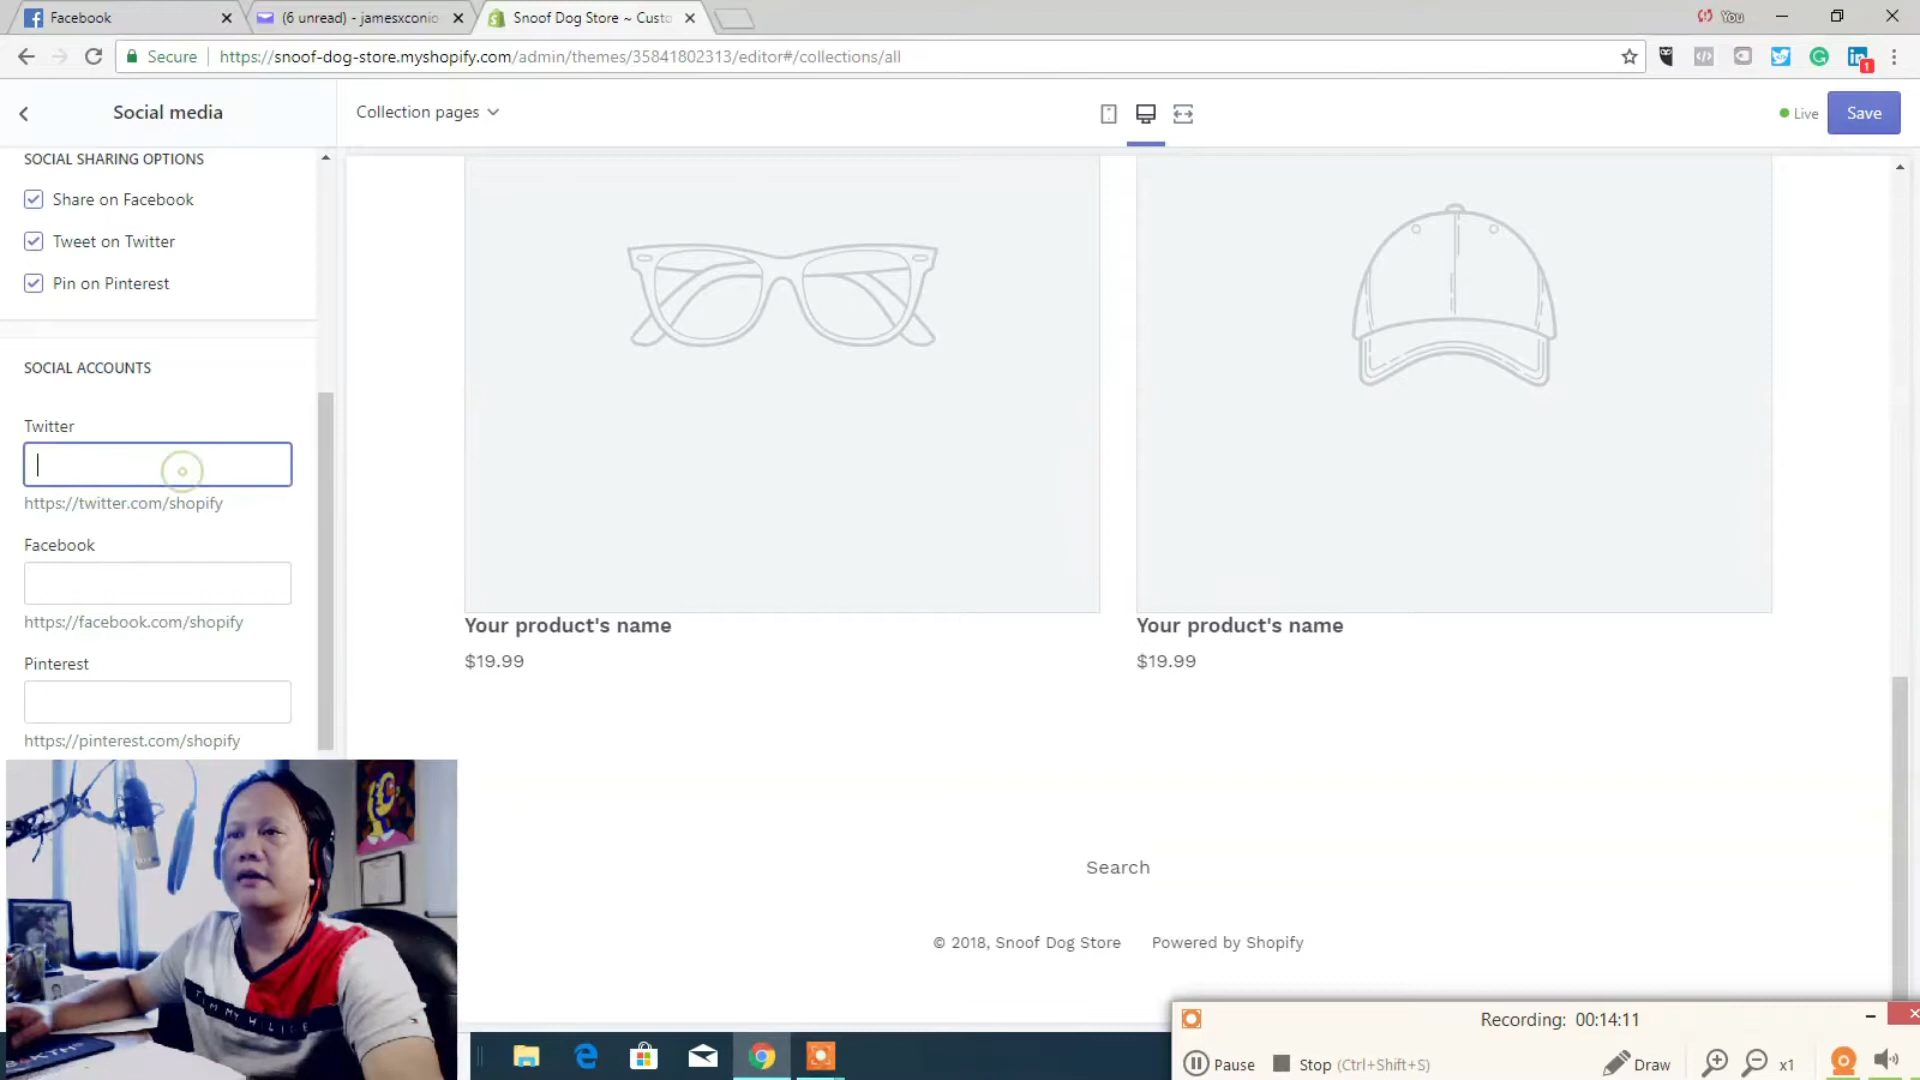 Facebook
(6 unread) - jamesxconio
Snoof Dog Store ~ Custo
You
Secure
https://snoof-dog-store.myshopify.com/admin/themes/35841802313/editor#/collections/all
1
Social media
Collection pages
Live
Save
SOCIAL SHARING OPTIONS
Share on Facebook
Tweet on Twitter
Pin on Pinterest
SOCIAL ACCOUNTS
Twitter
https://twitter.com/shopify
Facebook
https://facebook.com/shopify
Pinterest
https://pinterest.com/shopify
Your product's name
$19.99
Your product's name
$19.99
Search
© 2018, Snoof Dog Store
Powered by Shopify
Recording: 00:14:11
Pause
Stop (Ctrl+Shift+S)
Draw
x1